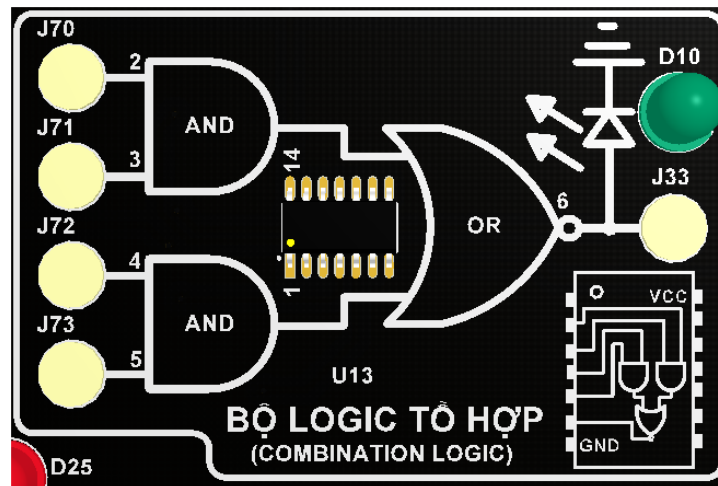 J70
2
AND
D10
J71
3
14
J33
6
J72
4
OR
AND
1
VCC
J73
5
U13
BỘ LOGIC TỔ HỢP
(COMBINATION LOGIC)
GND
D25